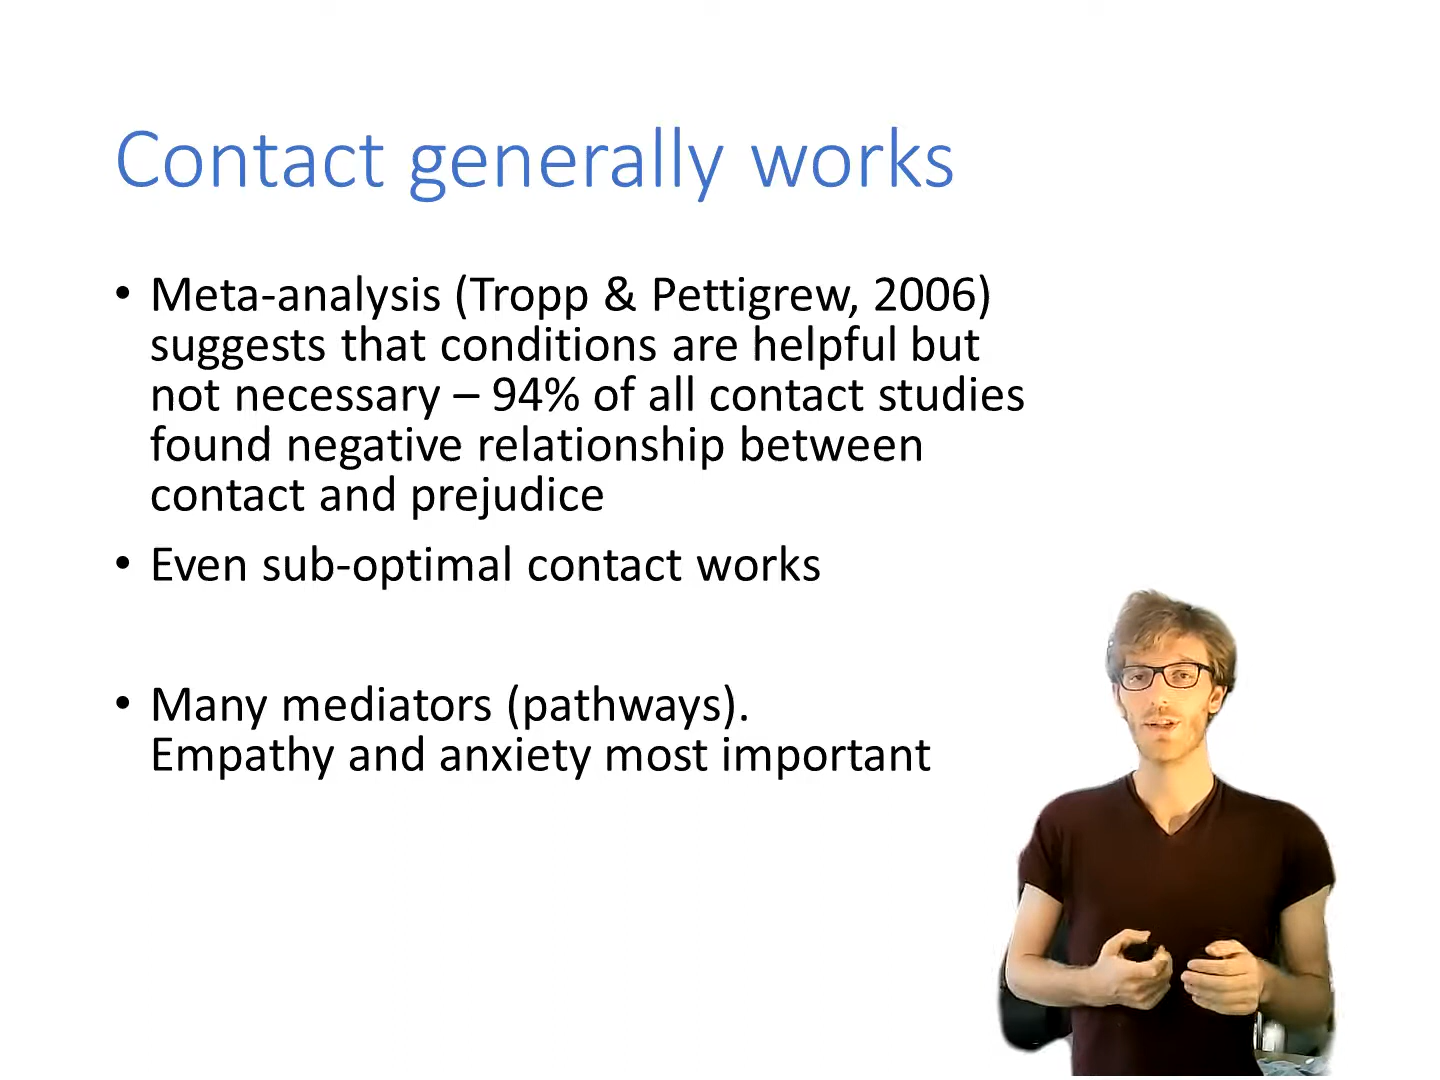 Contact generally works
• Meta-analysis (Tropp & Pettigrew, 2006)
suggests that conditions are helpful but
not necessary – 94% of all contact studies
found negative relationship between
contact and prejudice
• Even sub-optimal contact works
• Many mediators (pathways).
Empathy and anxiety most important